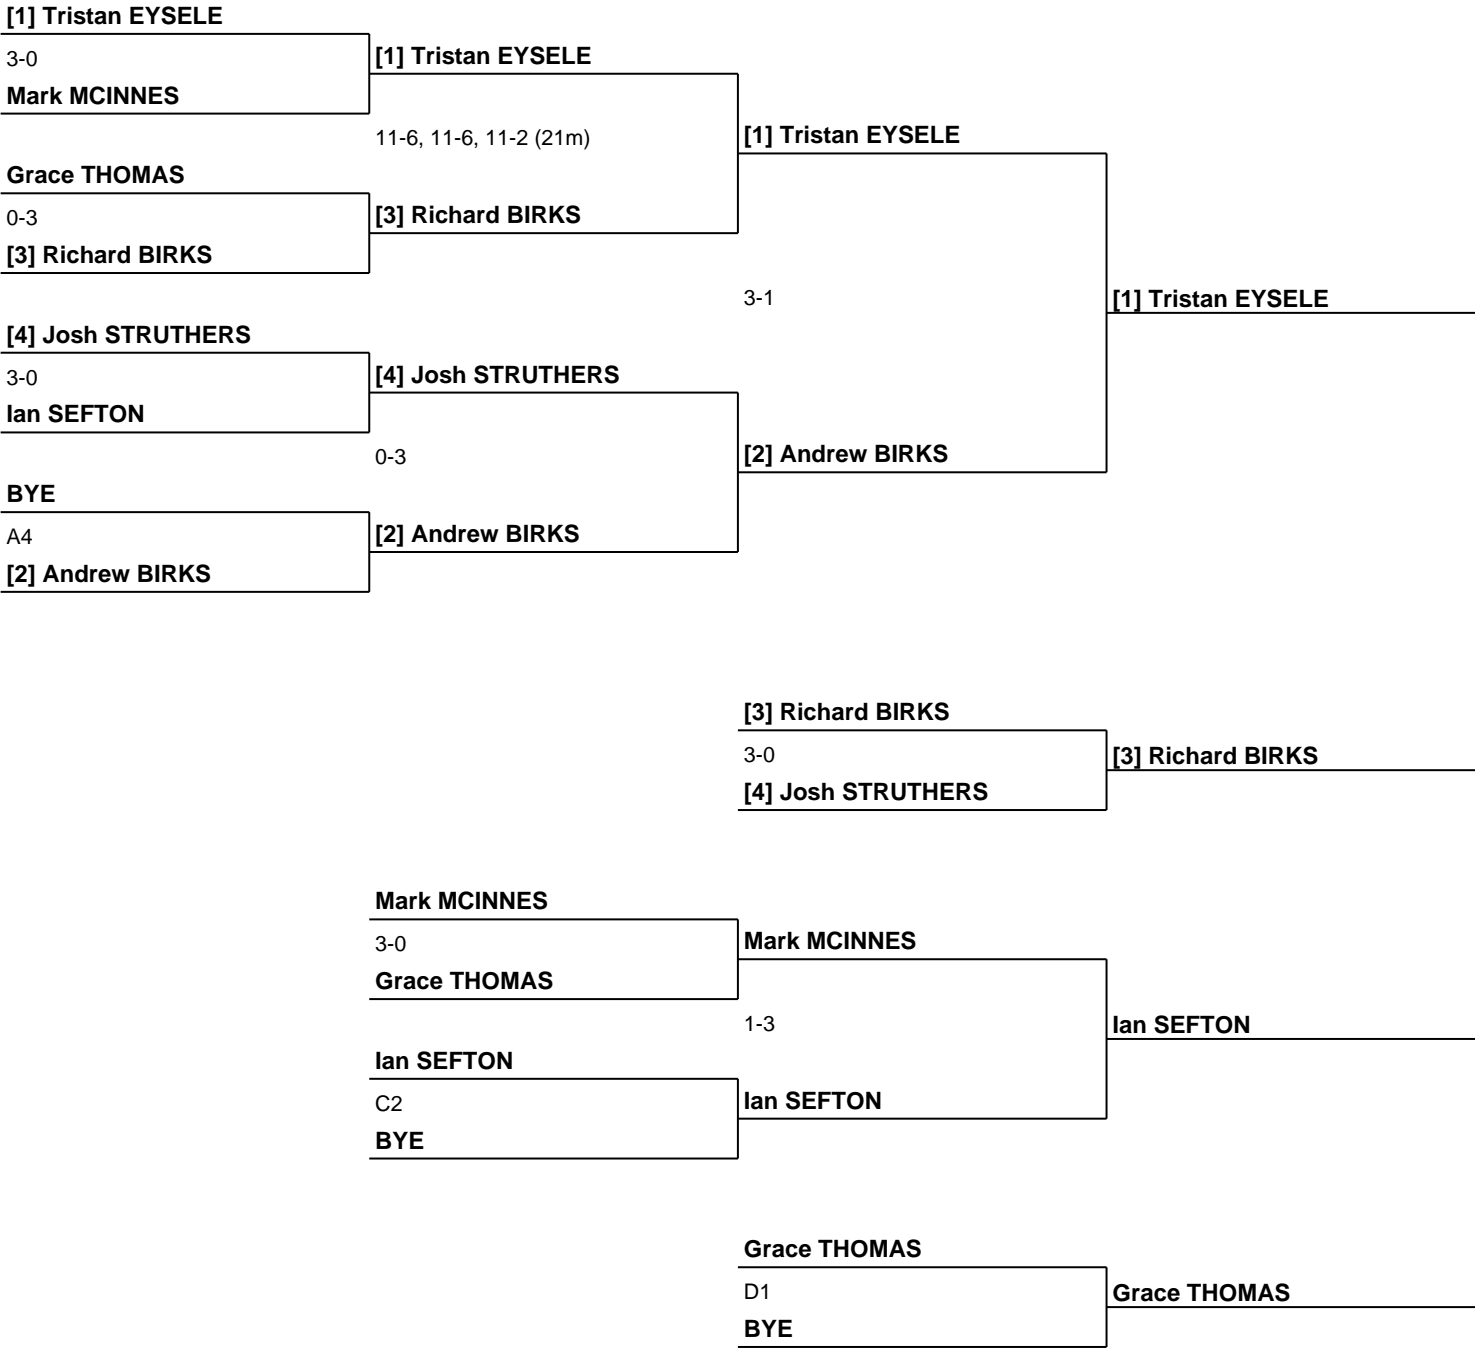 [1] Tristan EYSELE
3-0
Mark MCINNES
Grace THOMAS
0-3
[3] Richard BIRKS
[4] Josh STRUTHERS
3-0
Ian SEFTON
BYE
A4
[2] Andrew BIRKS
[1] Tristan EYSELE
11-6, 11-6, 11-2 (21m)
[3] Richard BIRKS
[4] Josh STRUTHERS
0-3
[2] Andrew BIRKS
[1] Tristan EYSELE
3-1
[2] Andrew BIRKS
[1] Tristan EYSELE
[3] Richard BIRKS
3-0
[4] Josh STRUTHERS
[3] Richard BIRKS
Mark MCINNES
3-0
Grace THOMAS
Ian SEFTON
C2
BYE
Mark MCINNES
1-3
Ian SEFTON
Ian SEFTON
Grace THOMAS
D1
BYE
Grace THOMAS